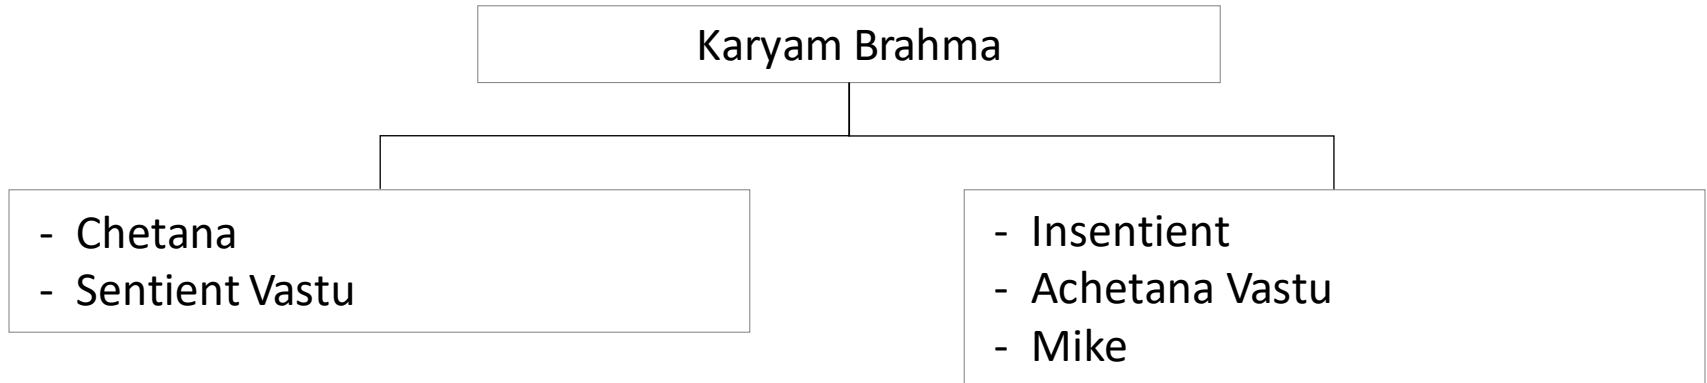 Karyam Brahma
- Chetana
- Sentient Vastu
- Insentient
- Achetana Vastu
- Mike